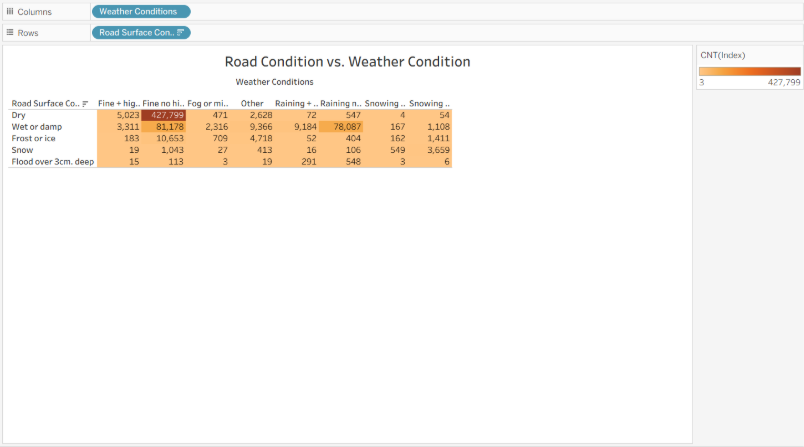 Columns Weather Conditions
Rows Road Surface Con..
Road Condition vs. Weather Condition
Weather Conditions
Road Surface Co.. Fine + hig.. Fine no hi.. Fog or mi.. Other Raining + .. Raining n.. Snowing .. Snowing ..
Dry 5,023 427,799 471 2,628 72 547 4 54
Wet or damp 3,311 81,178 2,316 9,366 9,184 78,087 167 1,108
Frost or ice 183 10,653 709 4,718 52 404 162 1,411
Snow 19 1,043 27 413 16 106 549 3,659
Flood over 3cm. deep 15 113 3 19 291 548 3 6
CNT(Index)
3 427,799